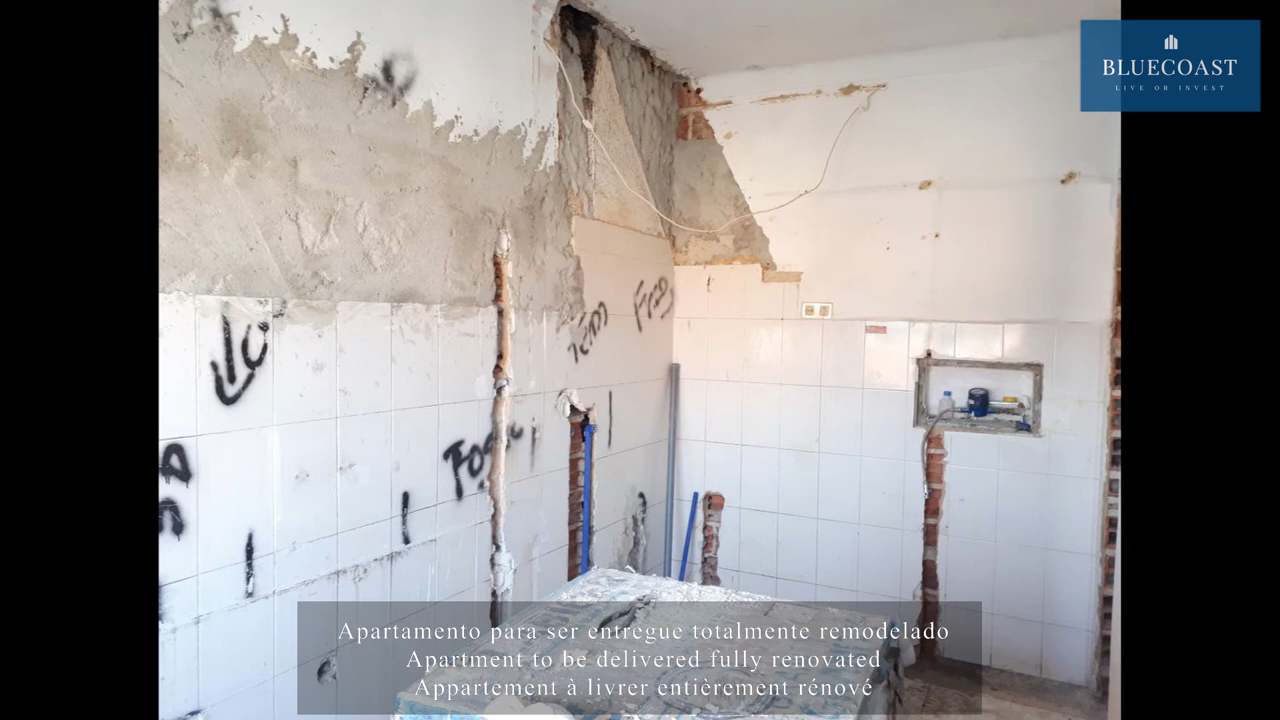 BLUECOAST
LIVE OR INVEST
Apartamento para ser entregue totalmente remodelado
Apartment to be delivered fully renovated
Appartement à livrer entièrement rénové